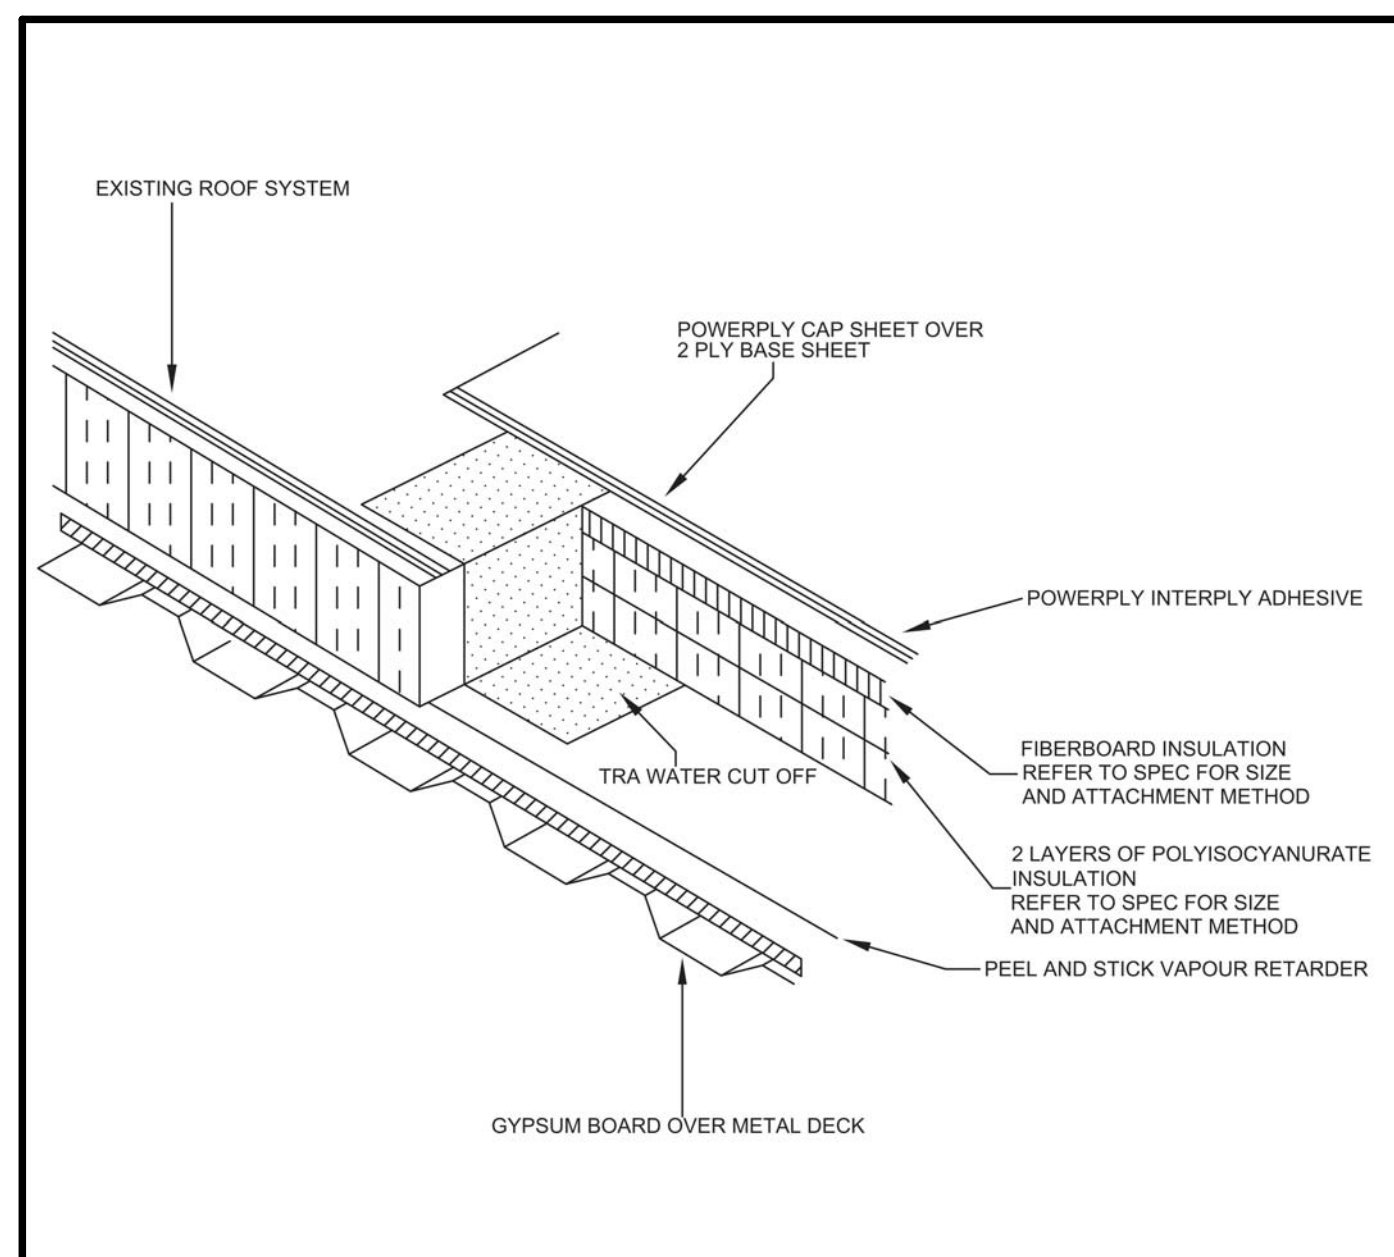 EXISTING ROOF SYSTEM
POWERPLY CAP SHEET OVER
2 PLY BASE SHEET
POWERPLY INTERPLY ADHESIVE
FIBERBOARD INSULATION
REFER TO SPEC FOR SIZE
AND ATTACHMENT METHOD
TRA WATER CUT OFF
2 LAYERS OF POLYISOCYANURATE
INSULATION
REFER TO SPEC FOR SIZE
AND ATTACHMENT METHOD
PEEL AND STICK VAPOUR RETARDER
GYPSUM BOARD OVER METAL DECK